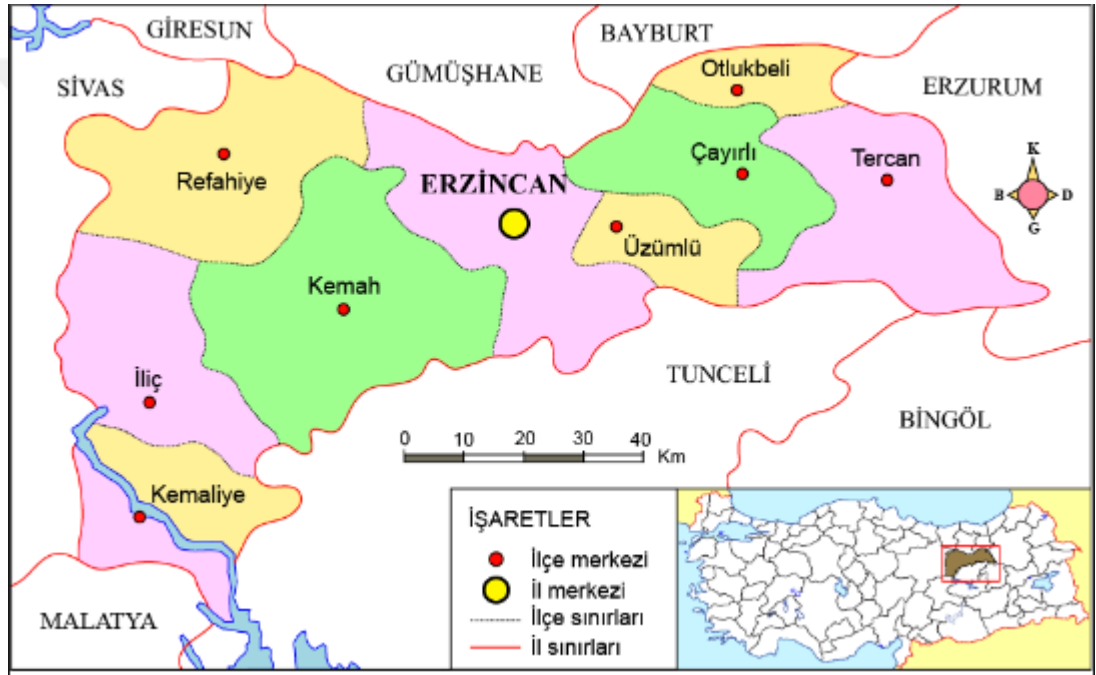 GİRESUN
BAYBURT
SİVAS
GÜMÜŞHANE
Otlukbeli
ERZURUM
Refahiye
ERZİNCAN
Çayırlı
Tercan
K
B
D
G
Üzümlü
Kemah
TUNCELİ
İliç
BİNGÖL
0 10 20 30 40
Km
Kemaliye
İŞARETLER
İlçe merkezi
İl merkezi
İlçe sınırları
İl sınırları
MALATYA